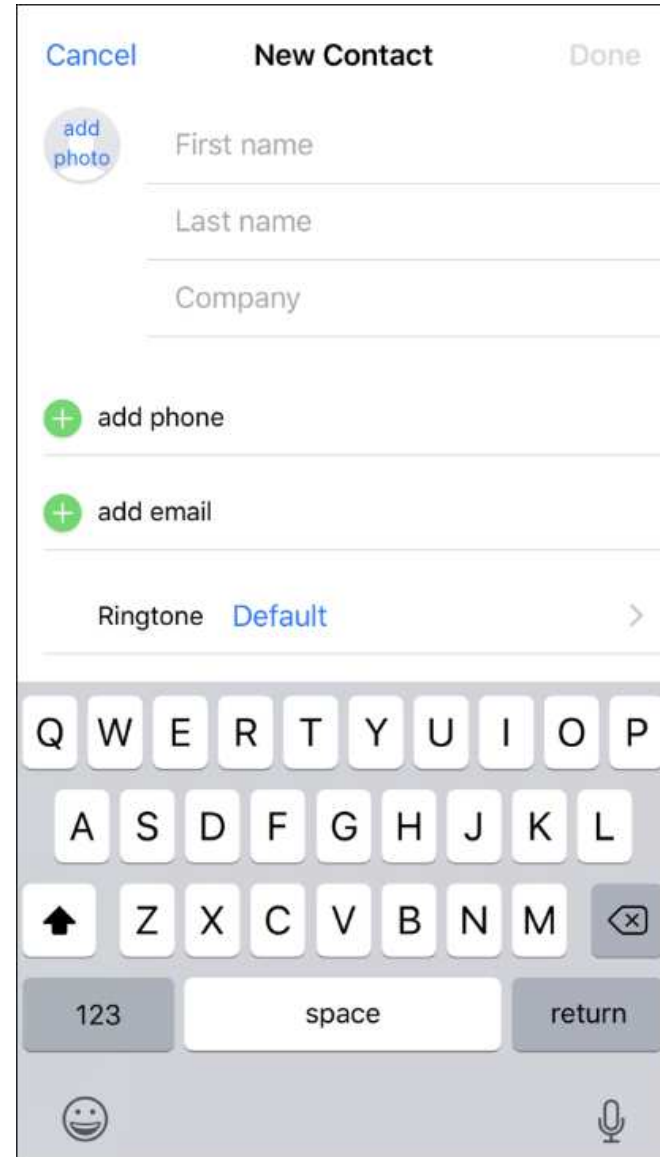 Cancel New Contact Done
add
photo
First name
Last name
Company
add phone
add email
Ringtone Default
Q W E R T Y U I O P
A S D F G H J K L
Z X C V B N M
123 space return